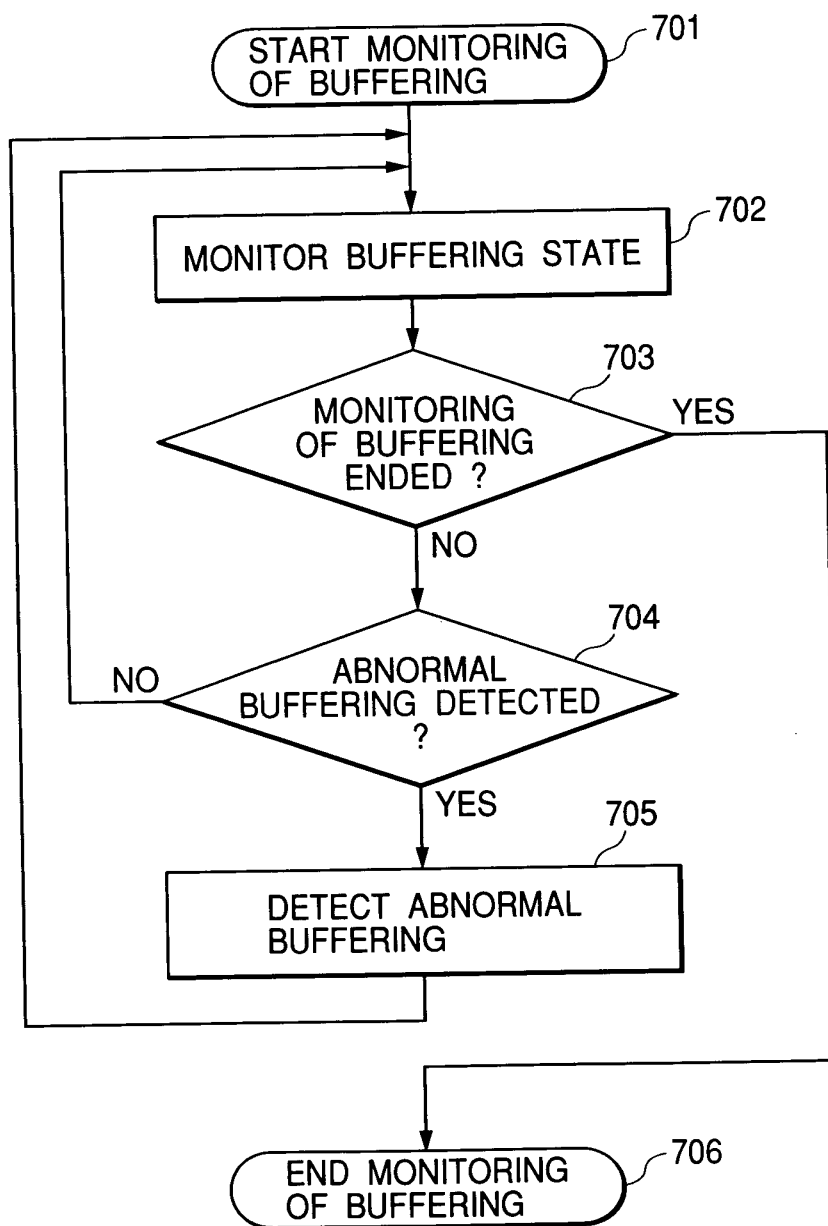 START MONITORING
OF BUFFERING
701
MONITOR BUFFERING STATE
702
703
MONITORING
OF BUFFERING
ENDED ?
YES
NO
704
ABNORMAL
BUFFERING DETECTED
?
NO
YES
705
DETECT ABNORMAL
BUFFERING
END MONITORING
OF BUFFERING
706